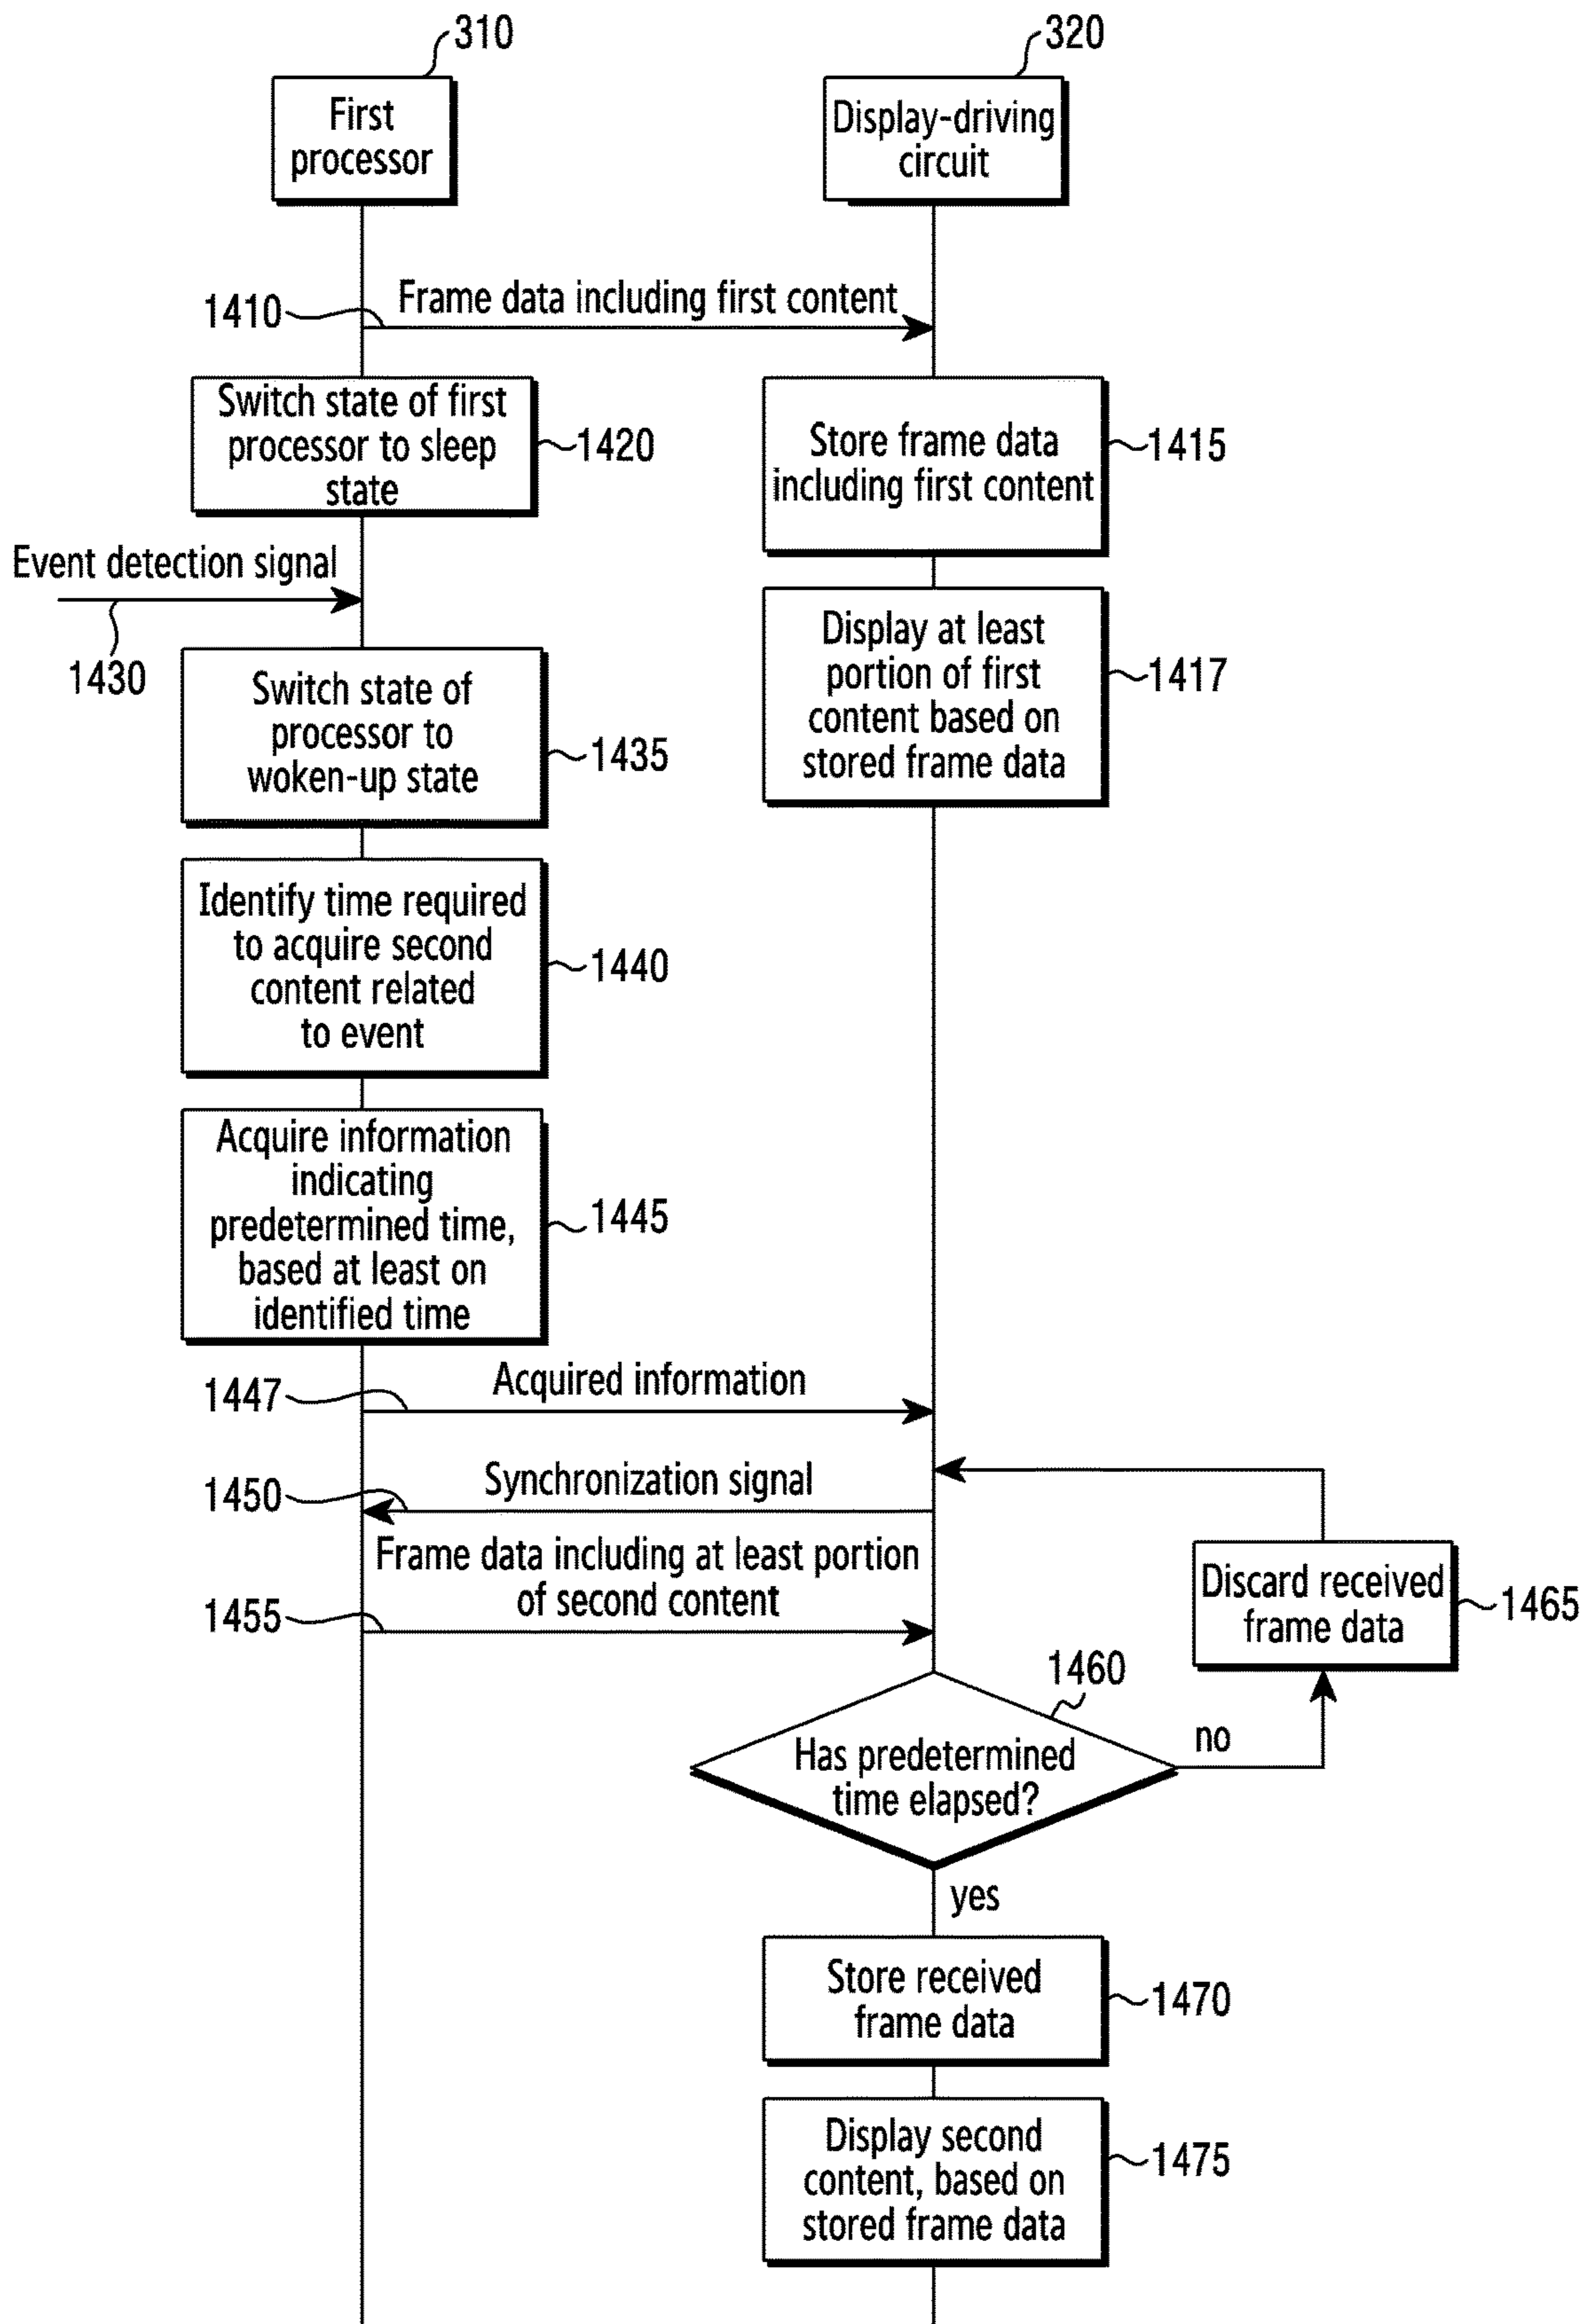 310
320
First
processor
Display-driving
circuit
1410
Frame data including first content
Switch state of first
processor to sleep
state
1420
Store frame data
including first content
1415
Event detection signal
1430
Display at least
portion of first
content based on
stored frame data
1417
Switch state of
processor to
woken-up state
1435
Identify time required
to acquire second
content related
to event
1440
Acquire information
indicating
predetermined time,
based at least on
identified time
1445
1447
Acquired information
1450
Synchronization signal
Frame data including at least portion
of second content
1455
Discard received
frame data
1465
1460
Has predetermined
time elapsed?
no
yes
Store received
frame data
1470
Display second
content, based on
stored frame data
1475